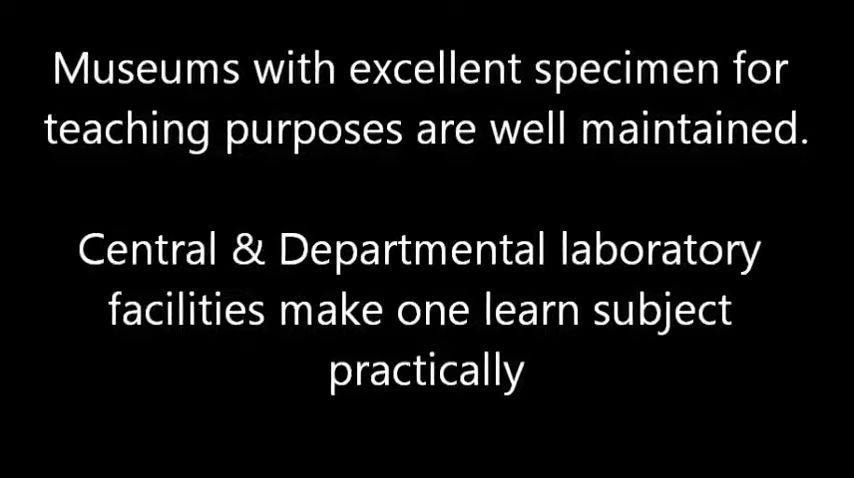 Museums with excellent specimen for
teaching purposes are well maintained.
Central & Departmental laboratory
facilities make one learn subject
practically